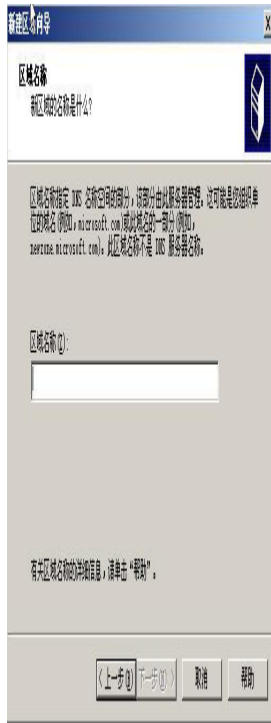 新建区域向导
区域名称
新区域的名称是什么?
区域名称指定 DNS 名称空间的部分，该部分由此服务器管理。这可能是您组织单
位的域名(例如，microsoft.com)或此域名的一部分(例如，
newzone.microsoft.com)。此区域名称不是 DNS 服务器名称。
区域名称(Z):
有关区域名称的详细信息，请单击“帮助”。
<上一步(B) 下一步(N)> 取消 帮助